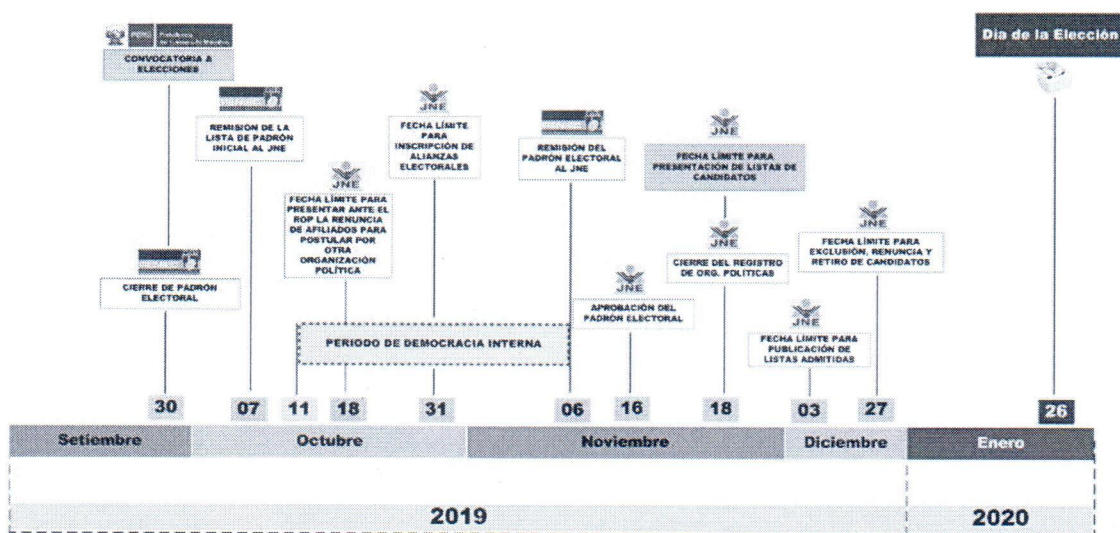 PERÚ
Día de la Elección
CONVOCATORIA A
ELECCIONES
REMISIÓN DE LA
LISTA DE PADRÓN
INICIAL AL JNE
JNE
FECHA LÍMITE
PARA
INSCRIPCIÓN DE
ALIANZAS
ELECTORALES
REMISIÓN DEL
PADRÓN ELECTORAL
AL JNE
JNE
FECHA LÍMITE PARA
PRESENTACIÓN DE LISTAS DE
CANDIDATOS
JNE
FECHA LÍMITE PARA
PRESENTAR ANTE EL
ROP LA RENUNCIA
DE AFILIADOS PARA
POSTULAR POR
OTRA
ORGANIZACIÓN
POLÍTICA
CIERRE DE PADRÓN
ELECTORAL
JNE
CIERRE DEL REGISTRO
DE ORG. POLÍTICAS
JNE
FECHA LÍMITE PARA
EXCLUSIÓN, RENUNCIA Y
RETIRO DE CANDIDATOS
JNE
APROBACIÓN DEL
PADRÓN ELECTORAL
JNE
FECHA LÍMITE PARA
PUBLICACIÓN DE
LISTAS ADMITIDAS
PERIODO DE DEMOCRACIA INTERNA
30 07 11 18 31 06 16 18 03 27 26
Setiembre Octubre Noviembre Diciembre Enero
2019 2020